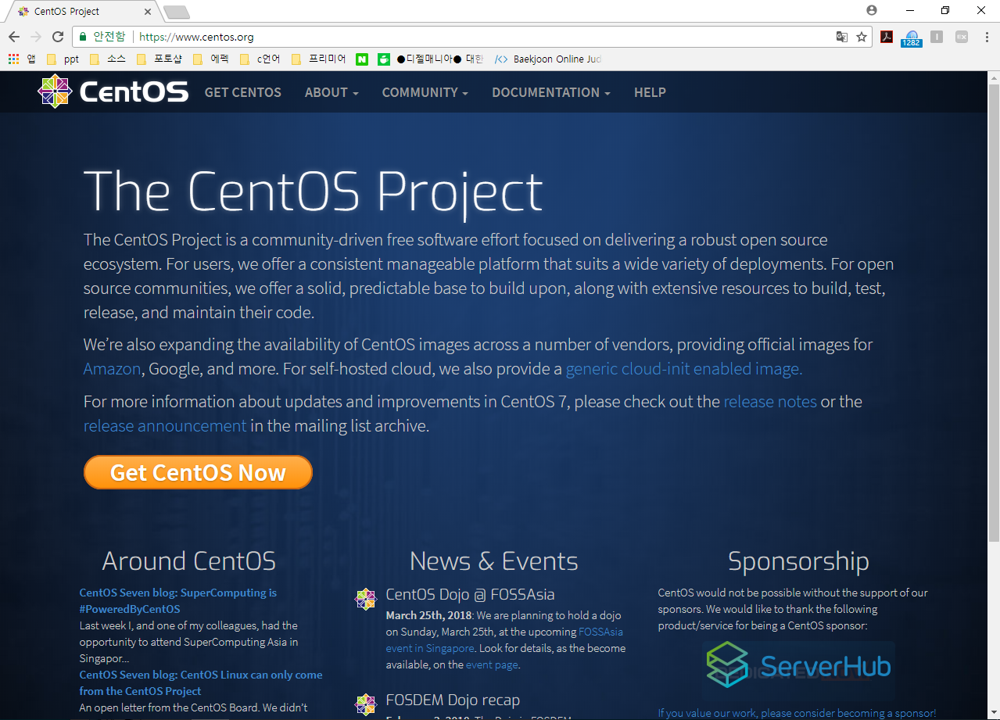 CentOS Project
안전함 https://www.centos.org
1282
앱 ppt 소스 포토샵 에펙 c언어 프리미어 N ●디젤매니아● 대한 Baekjoon Online Jud
CentOS GET CENTOS ABOUT COMMUNITY DOCUMENTATION HELP
The CentOS Project
The CentOS Project is a community-driven free software effort focused on delivering a robust open source
ecosystem. For users, we offer a consistent manageable platform that suits a wide variety of deployments. For open
source communities, we offer a solid, predictable base to build upon, along with extensive resources to build, test,
release, and maintain their code.
We’re also expanding the availability of CentOS images across a number of vendors, providing official images for
Amazon, Google, and more. For self-hosted cloud, we also provide a generic cloud-init enabled image.
For more information about updates and improvements in CentOS 7, please check out the release notes or the
release announcement in the mailing list archive.
Get CentOS Now
Around CentOS
CentOS Seven blog: SuperComputing is
#PoweredByCentOS
Last week I, and one of my colleagues, had the
opportunity to attend SuperComputing Asia in
Singapor...
CentOS Seven blog: CentOS Linux can only come
from the CentOS Project
An open letter from the CentOS Board. We didn’t
News & Events
CentOS Dojo @ FOSSAsia
March 25th, 2018: We are planning to hold a dojo
on Sunday, March 25th, at the upcoming FOSSAsia
event in Singapore. Look for details, as the become
available, on the event page.
FOSDEM Dojo recap
Sponsorship
CentOS would not be possible without the support of our
sponsors. We would like to thank the following
product/service for being a CentOS sponsor:
ServerHub
If you value our work, please consider becoming a sponsor!